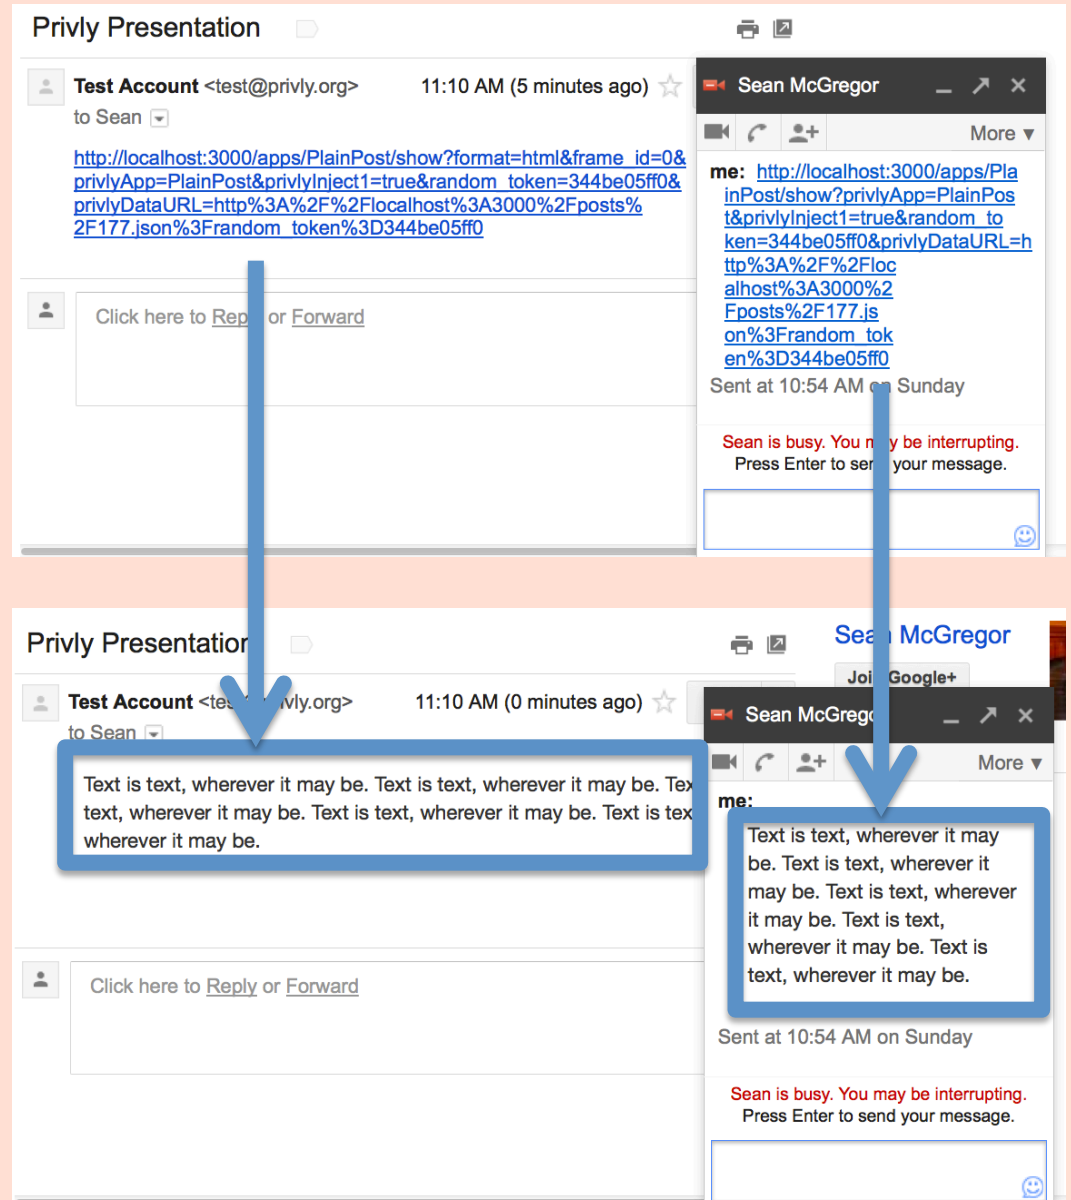 Privly Presentation
Test Account <test@privly.org>
11:10 AM (5 minutes ago)
to Sean
http://localhost:3000/apps/PlainPost/show?format=html&frame_id=0&
privlyApp=PlainPost&privlyInject1=true&random_token=344be05ff0&
privlyDataURL=http%3A%2F%2Flocalhost%3A3000%2Fposts%
2F177.json%3Frandom_token%3D344be05ff0
Click here to Reply or Forward
Sean McGregor
More
me: http://localhost:3000/apps/Pla
inPost/show?privlyApp=PlainPos
t&privlyInject1=true&random_to
ken=344be05ff0&privlyDataURL=h
ttp%3A%2F%2Floc
alhost%3A3000%2
Fposts%2F177.js
on%3Frandom_tok
en%3D344be05ff0
Sent at 10:54 AM on Sunday
Sean is busy. You may be interrupting.
Press Enter to send your message.
Privly Presentation
Test Account <test@privly.org>
11:10 AM (0 minutes ago)
to Sean
Text is text, wherever it may be. Text is text, wherever it may be. Tex
text, wherever it may be. Text is text, wherever it may be. Text is tex
wherever it may be.
Click here to Reply or Forward
Sean McGregor
Join Google+
Sean McGregor
More
me:
Text is text, wherever it may
be. Text is text, wherever it
may be. Text is text, wherever
it may be. Text is text,
wherever it may be. Text is
text, wherever it may be.
Sent at 10:54 AM on Sunday
Sean is busy. You may be interrupting.
Press Enter to send your message.